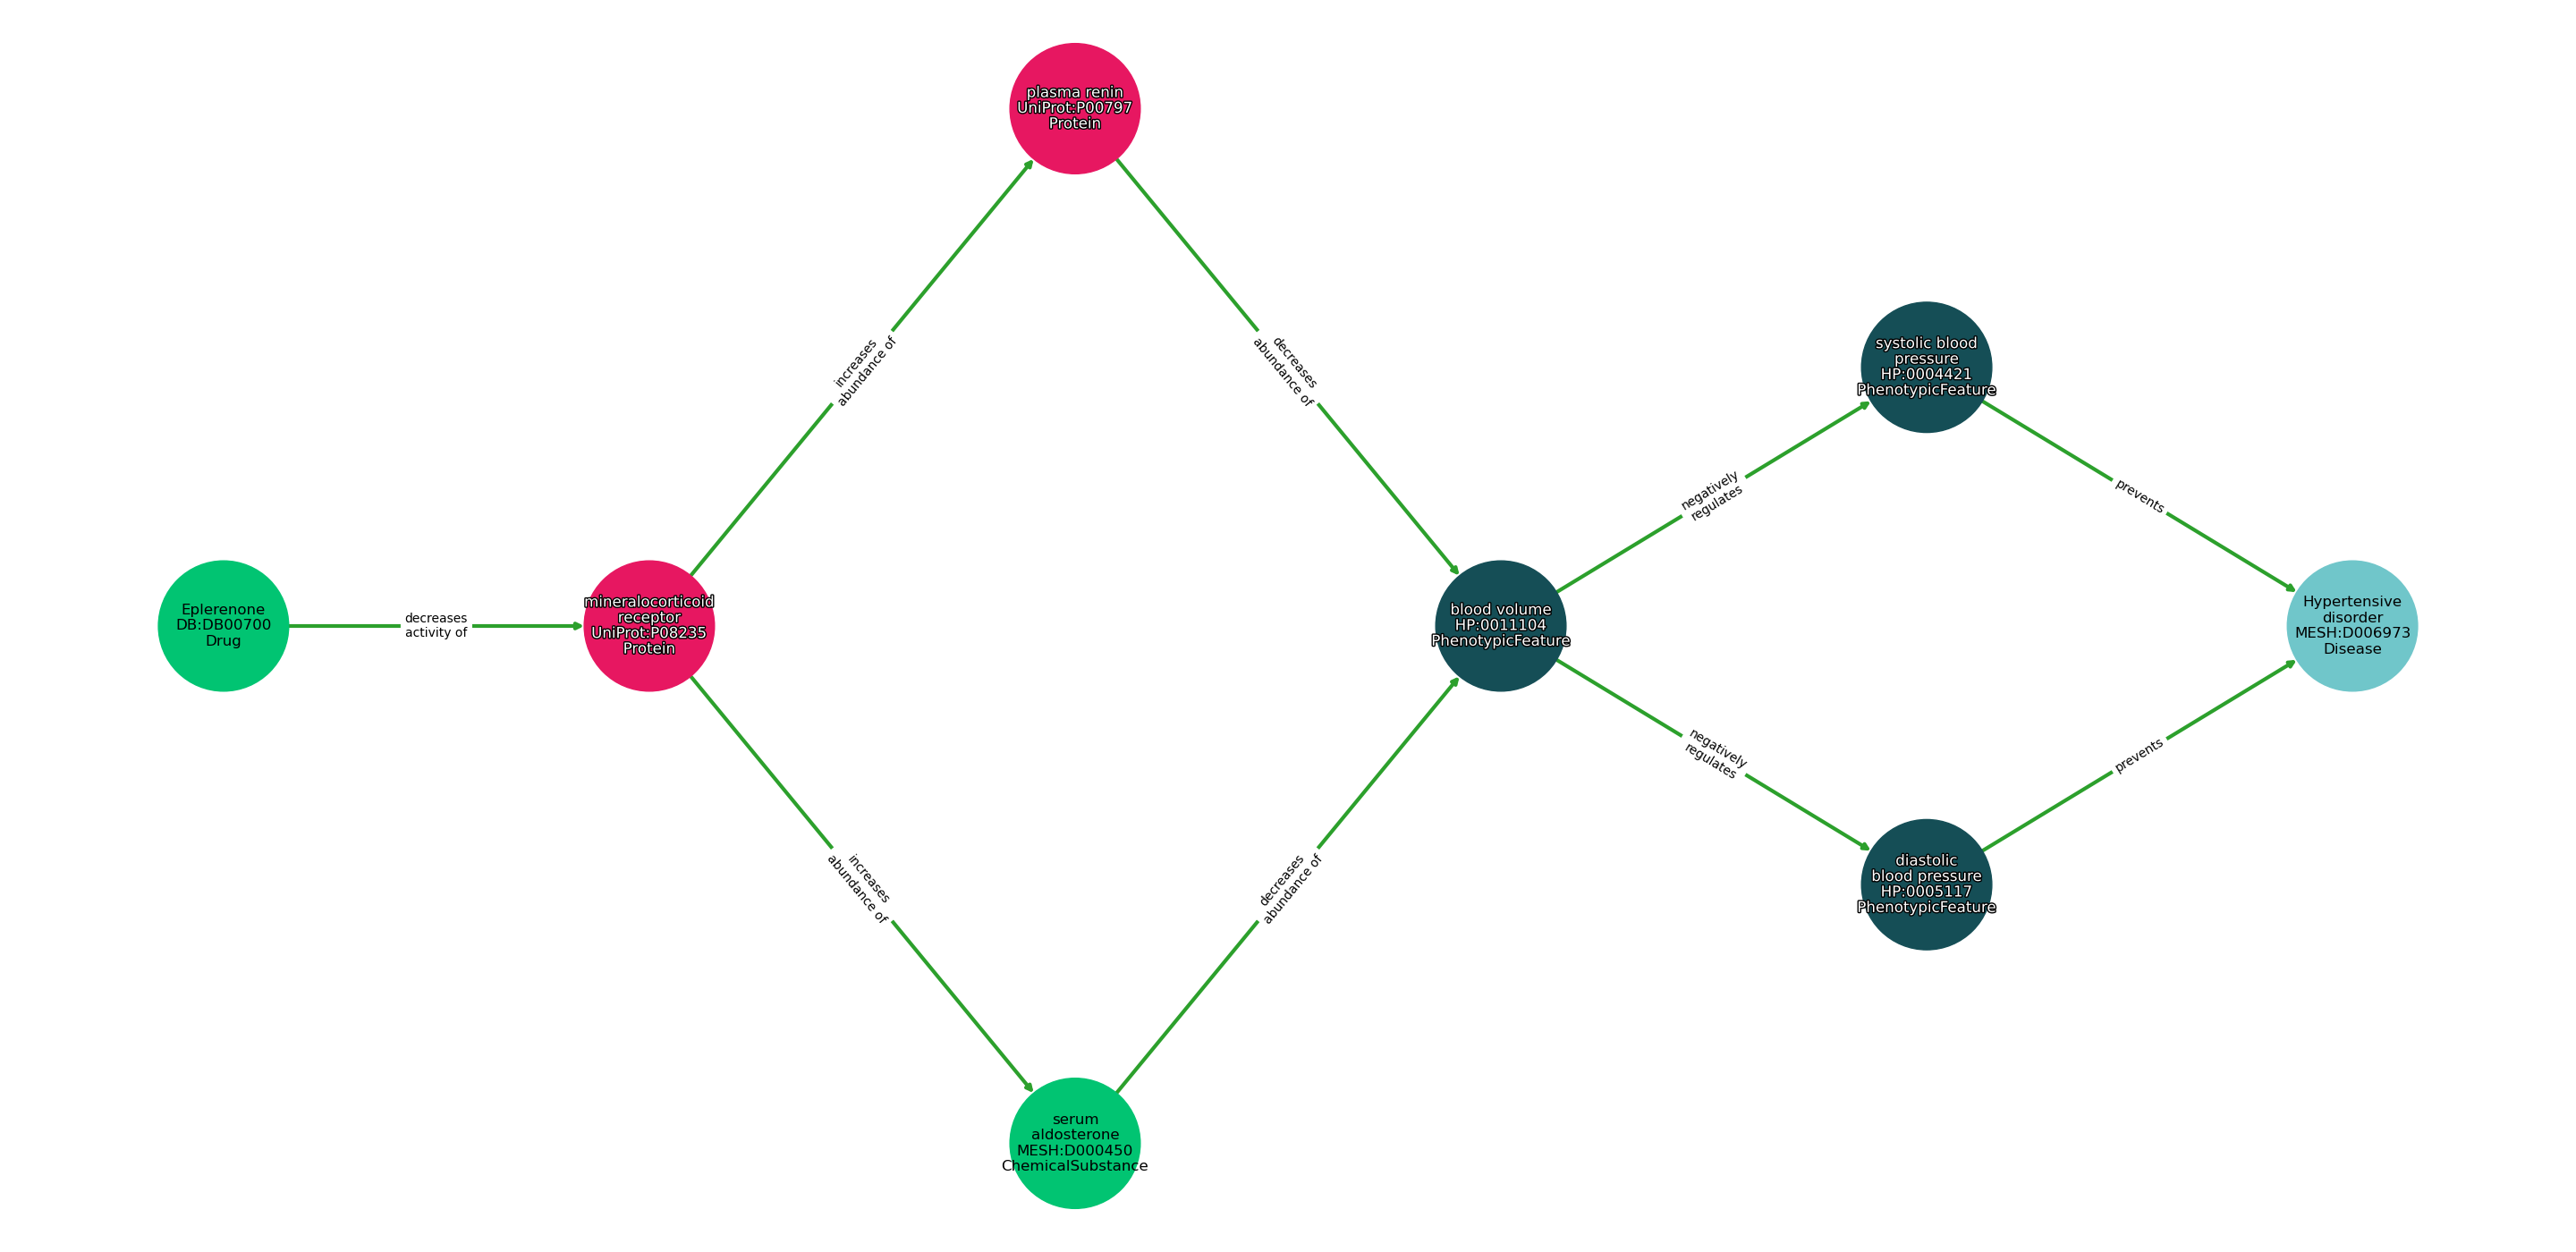 plasma renin
UniProt:P00797
Protein
increases
abundance of
decreases
abundance of
systolic blood
pressure
HP:0004421
PhenotypicFeature
negatively
regulates
prevents
Eplerenone
DB:DB00700
Drug
decreases
activity of
mineralocorticoid
receptor
UniProt:P08235
Protein
blood volume
HP:0011104
PhenotypicFeature
Hypertensive
disorder
MESH:D006973
Disease
negatively
regulates
prevents
increases
abundance of
decreases
abundance of
diastolic
blood pressure
HP:0005117
PhenotypicFeature
serum
aldosterone
MESH:D000450
ChemicalSubstance